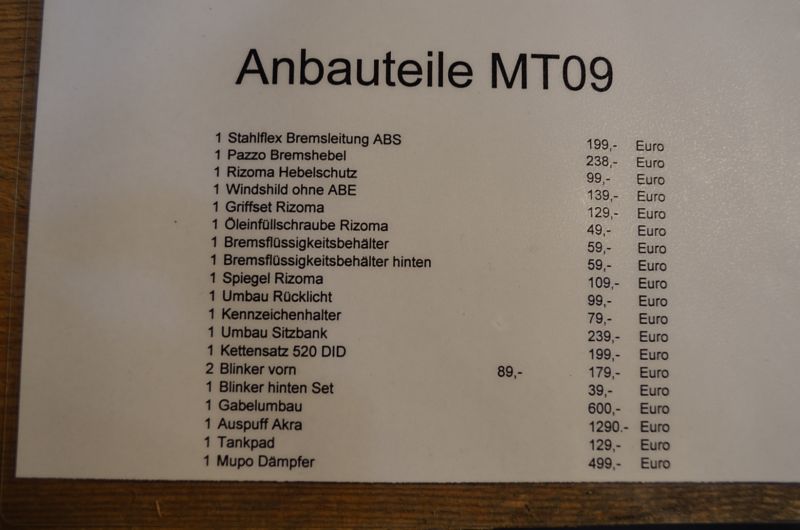 Anbauteile MT09
1 Stahlflex Bremsleitung ABS 199,- Euro
1 Pazzo Bremshebel 238,- Euro
1 Rizoma Hebelschutz 99,- Euro
1 Windshild ohne ABE 139,- Euro
1 Griffset Rizoma 129,- Euro
1 Öleinfüllschraube Rizoma 49,- Euro
1 Bremsflüssigkeitsbehälter 59,- Euro
1 Bremsflüssigkeitsbehälter hinten 59,- Euro
1 Spiegel Rizoma 109,- Euro
1 Umbau Rücklicht 99,- Euro
1 Kennzeichenhalter 79,- Euro
1 Umbau Sitzbank 239,- Euro
1 Kettensatz 520 DID 199,- Euro
2 Blinker vorn 89,- 179,- Euro
1 Blinker hinten Set 39,- Euro
1 Gabelumbau 600,- Euro
1 Auspuff Akra 1290.- Euro
1 Tankpad 129,- Euro
1 Mupo Dämpfer 499,- Euro